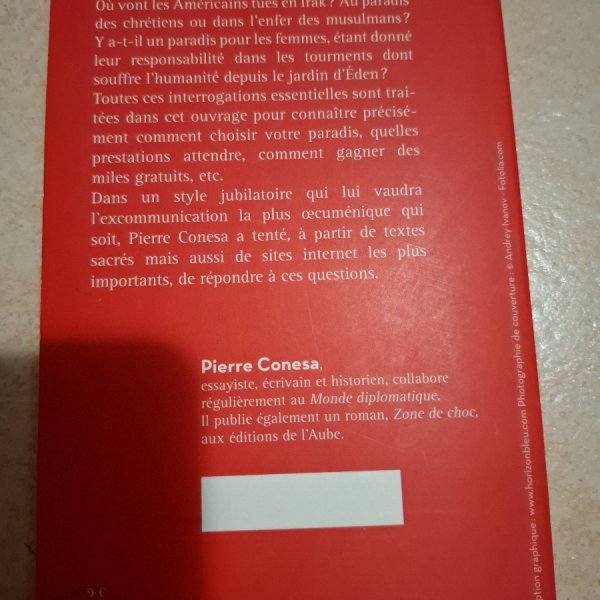 Où vont les Américains tués en Irak ? Au paradis
des chrétiens ou dans l'enfer des musulmans ?
Y a-t-il un paradis pour les femmes, étant donné
leur responsabilité dans les tourments dont
souffre l'humanité depuis le jardin d'Éden ?
Toutes ces interrogations essentielles sont trai-
tées dans cet ouvrage pour connaître précisé-
ment comment choisir votre paradis, quelles
prestations attendre, comment gagner des
miles gratuits, etc.
Dans un style jubilatoire qui lui vaudra
l'excommunication la plus œcuménique qui
soit, Pierre Conesa a tenté, à partir de textes
sacrés mais aussi de sites internet les plus
importants, de répondre à ces questions.
Pierre Conesa,
essayiste, écrivain et historien, collabore
régulièrement au Monde diplomatique.
Il publie également un roman, Zone de choc,
aux éditions de l'Aube.
9 €
ption graphique : www.horizonbleu.com Photographie de couverture : © Andrey Ivanov - Fotolia.com